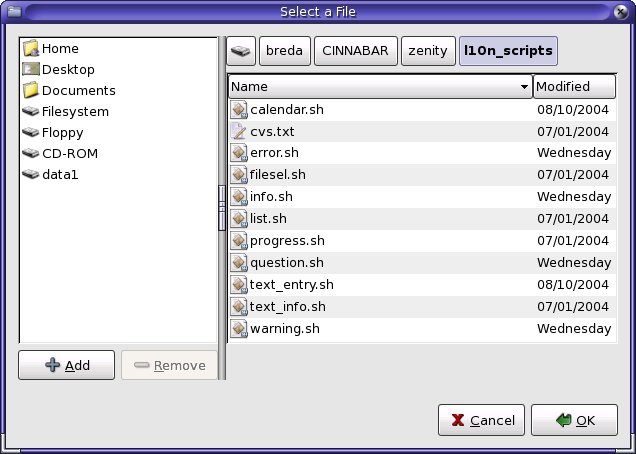 Select a File
Home
Desktop
Documents
Filesystem
Floppy
CD-ROM
data1
Add
Remove
breda CINNABAR zenity l10n_scripts
Name Modified
calendar.sh 08/10/2004
cvs.txt 07/01/2004
error.sh Wednesday
filesel.sh 07/01/2004
info.sh Wednesday
list.sh 07/01/2004
progress.sh 07/01/2004
question.sh Wednesday
text_entry.sh 08/10/2004
text_info.sh 07/01/2004
warning.sh Wednesday
Cancel OK